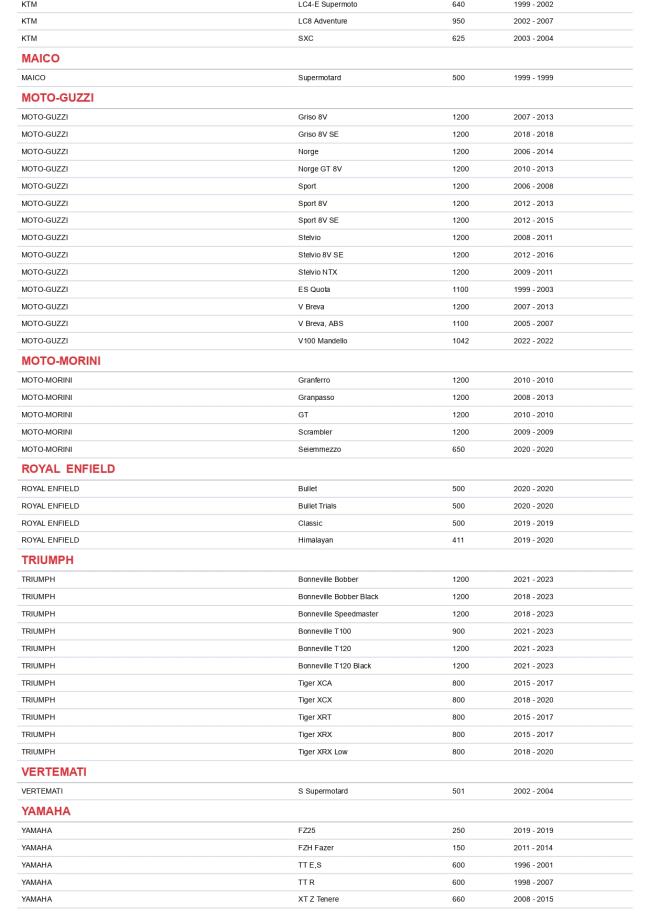 KTM LC4-E Supermoto 640 1999 - 2002
KTM LC8 Adventure 950 2002 - 2007
KTM SXC 625 2003 - 2004
MAICO
MAICO Supermotard 500 1999 - 1999
MOTO-GUZZI
MOTO-GUZZI Griso 8V 1200 2007 - 2013
MOTO-GUZZI Griso 8V SE 1200 2018 - 2018
MOTO-GUZZI Norge 1200 2006 - 2014
MOTO-GUZZI Norge GT 8V 1200 2010 - 2013
MOTO-GUZZI Sport 1200 2006 - 2008
MOTO-GUZZI Sport 8V 1200 2012 - 2013
MOTO-GUZZI Sport 8V SE 1200 2012 - 2015
MOTO-GUZZI Stelvio 1200 2008 - 2011
MOTO-GUZZI Stelvio 8V SE 1200 2012 - 2016
MOTO-GUZZI Stelvio NTX 1200 2009 - 2011
MOTO-GUZZI ES Quota 1100 1999 - 2003
MOTO-GUZZI V Breva 1200 2007 - 2013
MOTO-GUZZI V Breva, ABS 1100 2005 - 2007
MOTO-GUZZI V100 Mandello 1042 2022 - 2022
MOTO-MORINI
MOTO-MORINI Granferro 1200 2010 - 2010
MOTO-MORINI Granpasso 1200 2008 - 2013
MOTO-MORINI GT 1200 2010 - 2010
MOTO-MORINI Scrambler 1200 2009 - 2009
MOTO-MORINI Seiemmezzo 650 2020 - 2020
ROYAL ENFIELD
ROYAL ENFIELD Bullet 500 2020 - 2020
ROYAL ENFIELD Bullet Trials 500 2020 - 2020
ROYAL ENFIELD Classic 500 2019 - 2019
ROYAL ENFIELD Himalayan 411 2019 - 2020
TRIUMPH
TRIUMPH Bonneville Bobber 1200 2021 - 2023
TRIUMPH Bonneville Bobber Black 1200 2018 - 2023
TRIUMPH Bonneville Speedmaster 1200 2018 - 2023
TRIUMPH Bonneville T100 900 2021 - 2023
TRIUMPH Bonneville T120 1200 2021 - 2023
TRIUMPH Bonneville T120 Black 1200 2021 - 2023
TRIUMPH Tiger XCA 800 2015 - 2017
TRIUMPH Tiger XCX 800 2018 - 2020
TRIUMPH Tiger XRT 800 2015 - 2017
TRIUMPH Tiger XRX 800 2015 - 2017
TRIUMPH Tiger XRX Low 800 2018 - 2020
VERTEMATI
VERTEMATI S Supermotard 501 2002 - 2004
YAMAHA
YAMAHA FZ25 250 2019 - 2019
YAMAHA FZH Fazer 150 2011 - 2014
YAMAHA TT E,S 600 1996 - 2001
YAMAHA TT R 600 1998 - 2007
YAMAHA XT Z Tenere 660 2008 - 2015